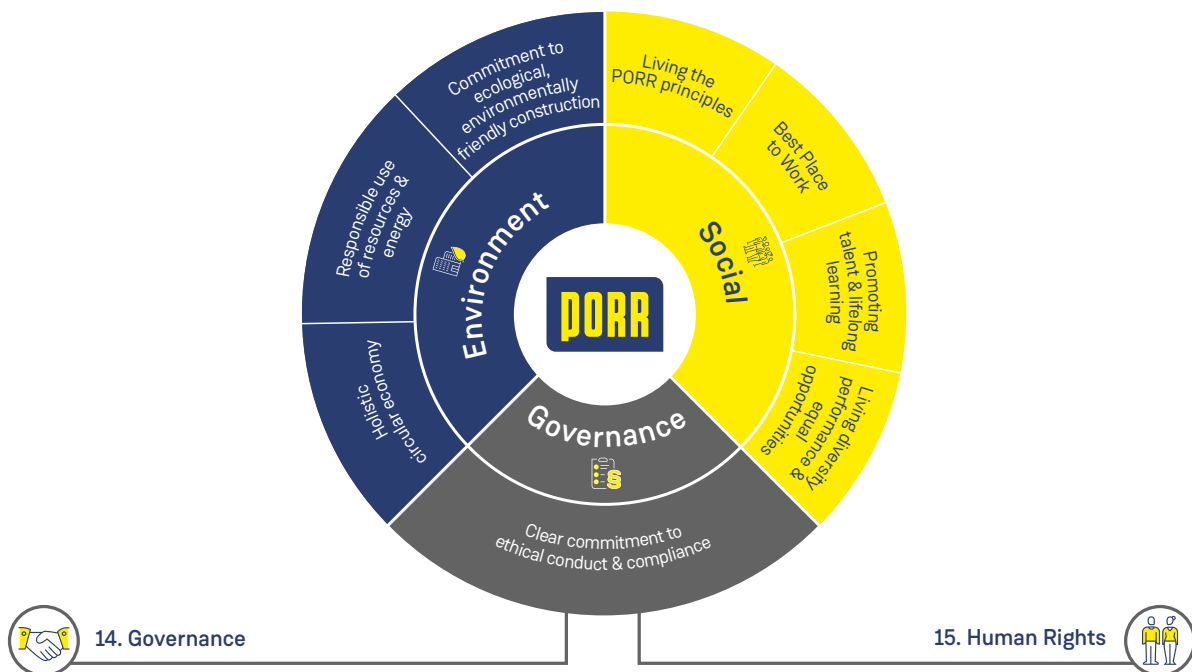 Commitment to
ecological,
environmentally
friendly construction
Living the
PORR principles
Best Place
to Work
Responsible use
of resources &
energy
Environment
Social
PORR
Promoting
talent & lifelong
learning
Holistic
circular economy
Living diversity
performance &
equal
opportunities
Governance
§
Clear commitment to
ethical conduct & compliance
14. Governance
15. Human Rights